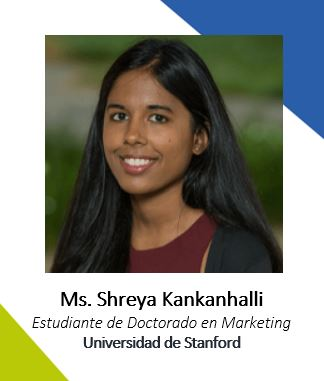 Ms. Shreya Kankanhalli
Estudiante de Doctorado en Marketing
Universidad de Stanford